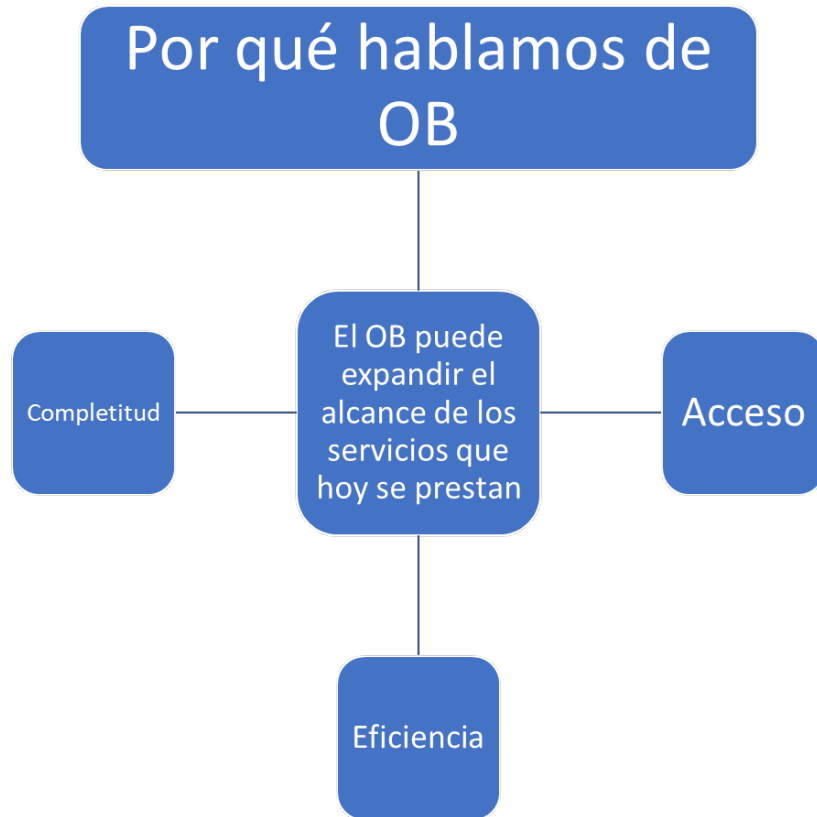 Por qué hablamos de
OB
El OB puede
expandir el
alcance de los
servicios que
hoy se prestan
Completitud
Acceso
Eficiencia